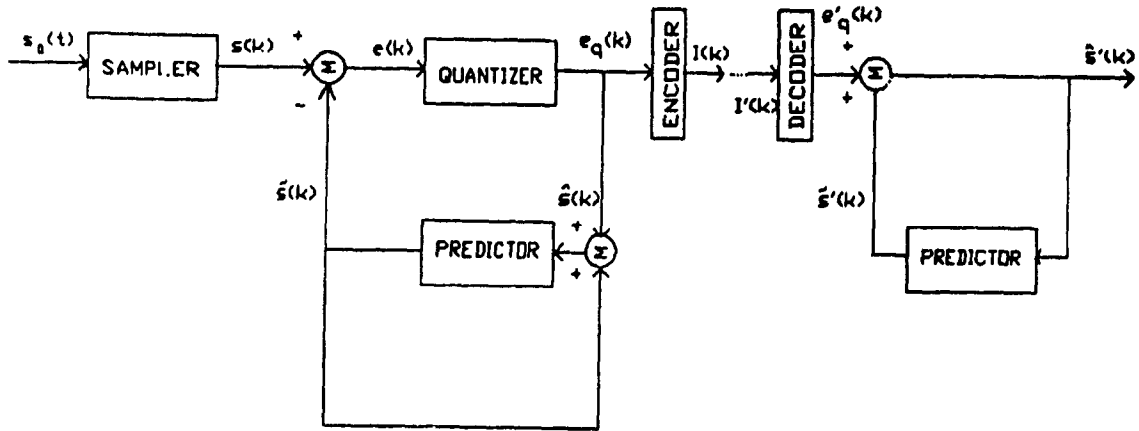 s_a(t)
SAMPLER
s(k)
+
-
Σ
e(k)
QUANTIZER
e_q(k)
ENCODER
I(k)
...
I'(k)
DECODER
e'_q(k)
+
+
Σ
ŝ'(k)
s̃(k)
PREDICTOR
ŝ(k)
+
+
Σ
s̃'(k)
PREDICTOR